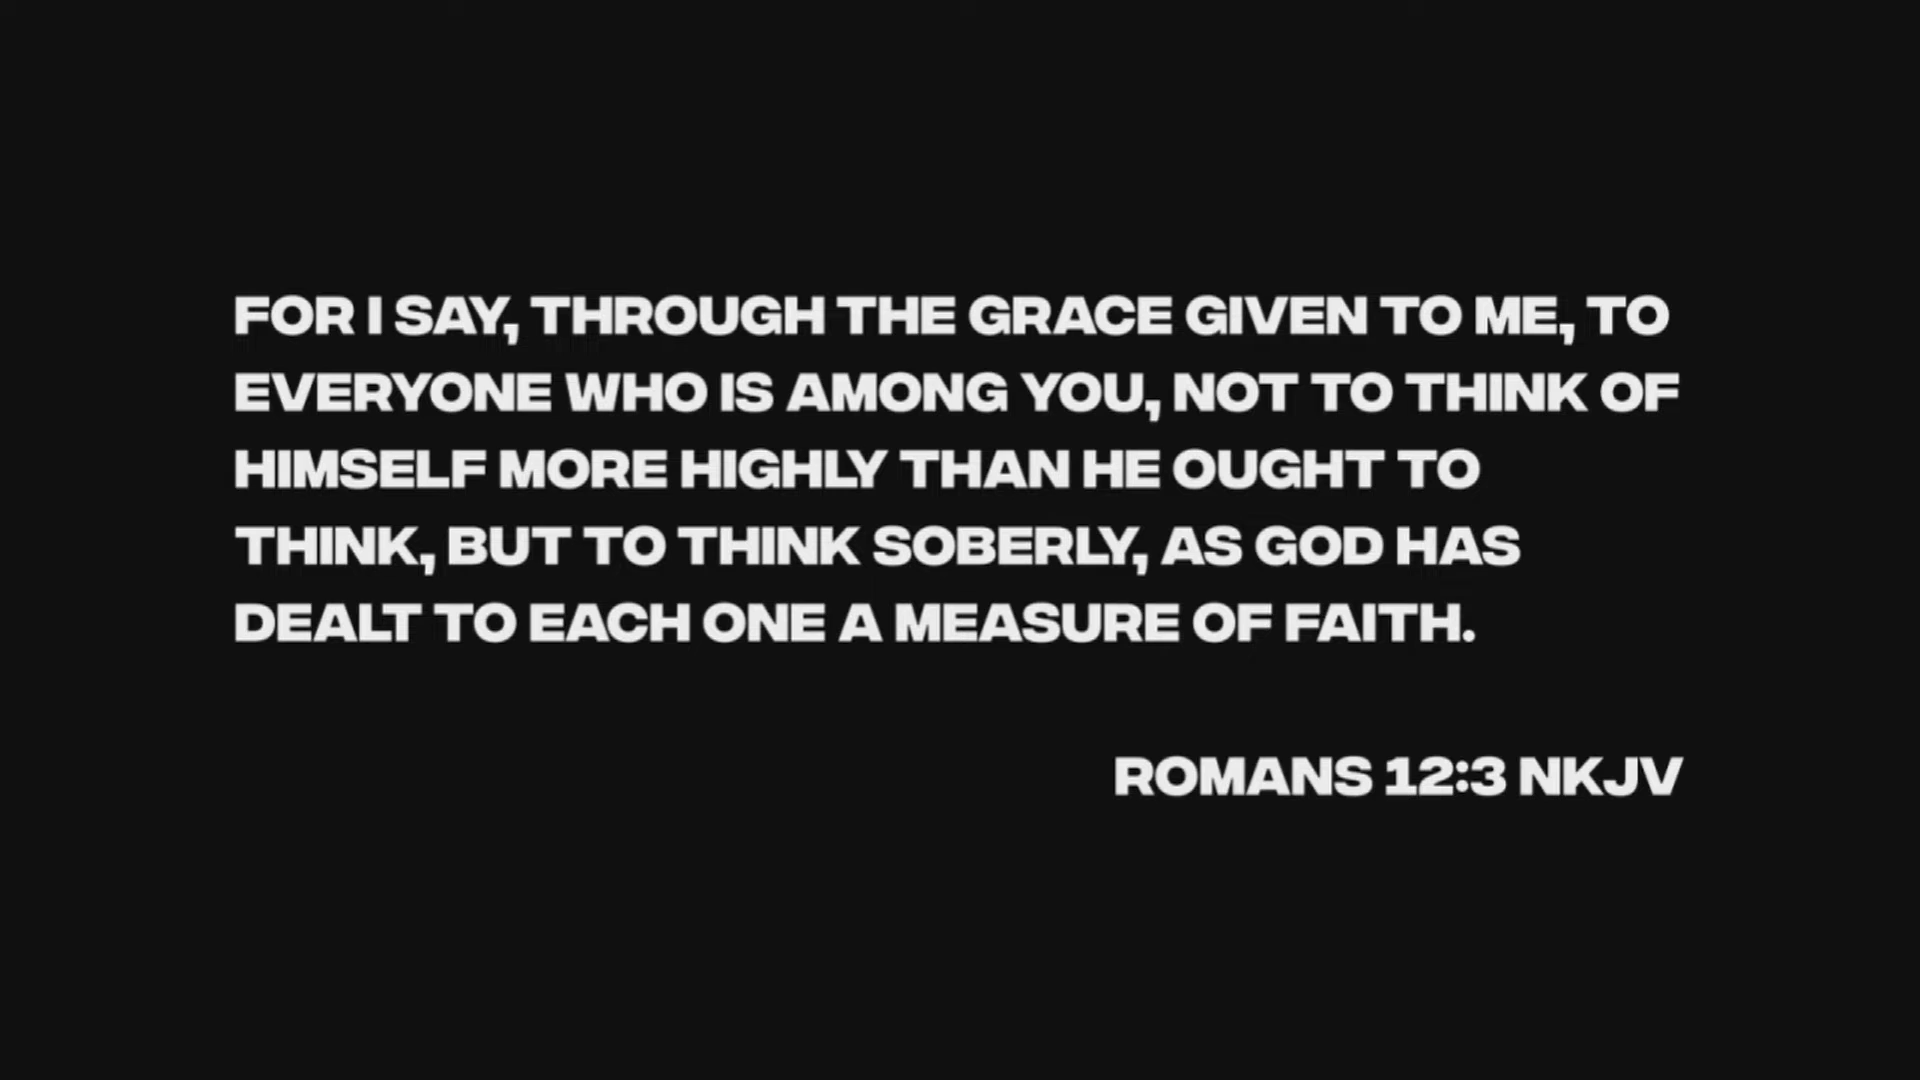 FOR I SAY, THROUGH THE GRACE GIVEN TO ME, TO
EVERYONE WHO IS AMONG YOU, NOT TO THINK OF
HIMSELF MORE HIGHLY THAN HE OUGHT TO
THINK, BUT TO THINK SOBERLY, AS GOD HAS
DEALT TO EACH ONE A MEASURE OF FAITH.
ROMANS 12:3 NKJV